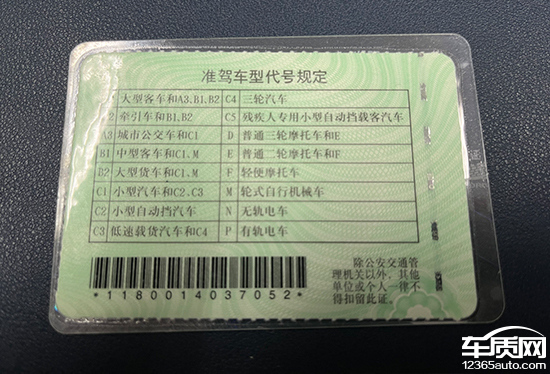 准驾车型代号规定
大型客车和A3.B1.B2 C4 三轮汽车
牵引车和B1.B2 C5 残疾人专用小型自动挡载客汽车
A3 城市公交车和C1 D 普通三轮摩托车和E
B1 中型客车和C1.M E 普通二轮摩托车和F
B2 大型货车和C1.M F 轻便摩托车
C1 小型汽车和C2.C3 M 轮式自行机械车
C2 小型自动挡汽车 N 无轨电车
C3 低速载货汽车和C4 P 有轨电车
*1180014037052*
除公安交通管
理机关以外，其他
单位或个人一律不
得扣留此证。
车质网
12365auto.com